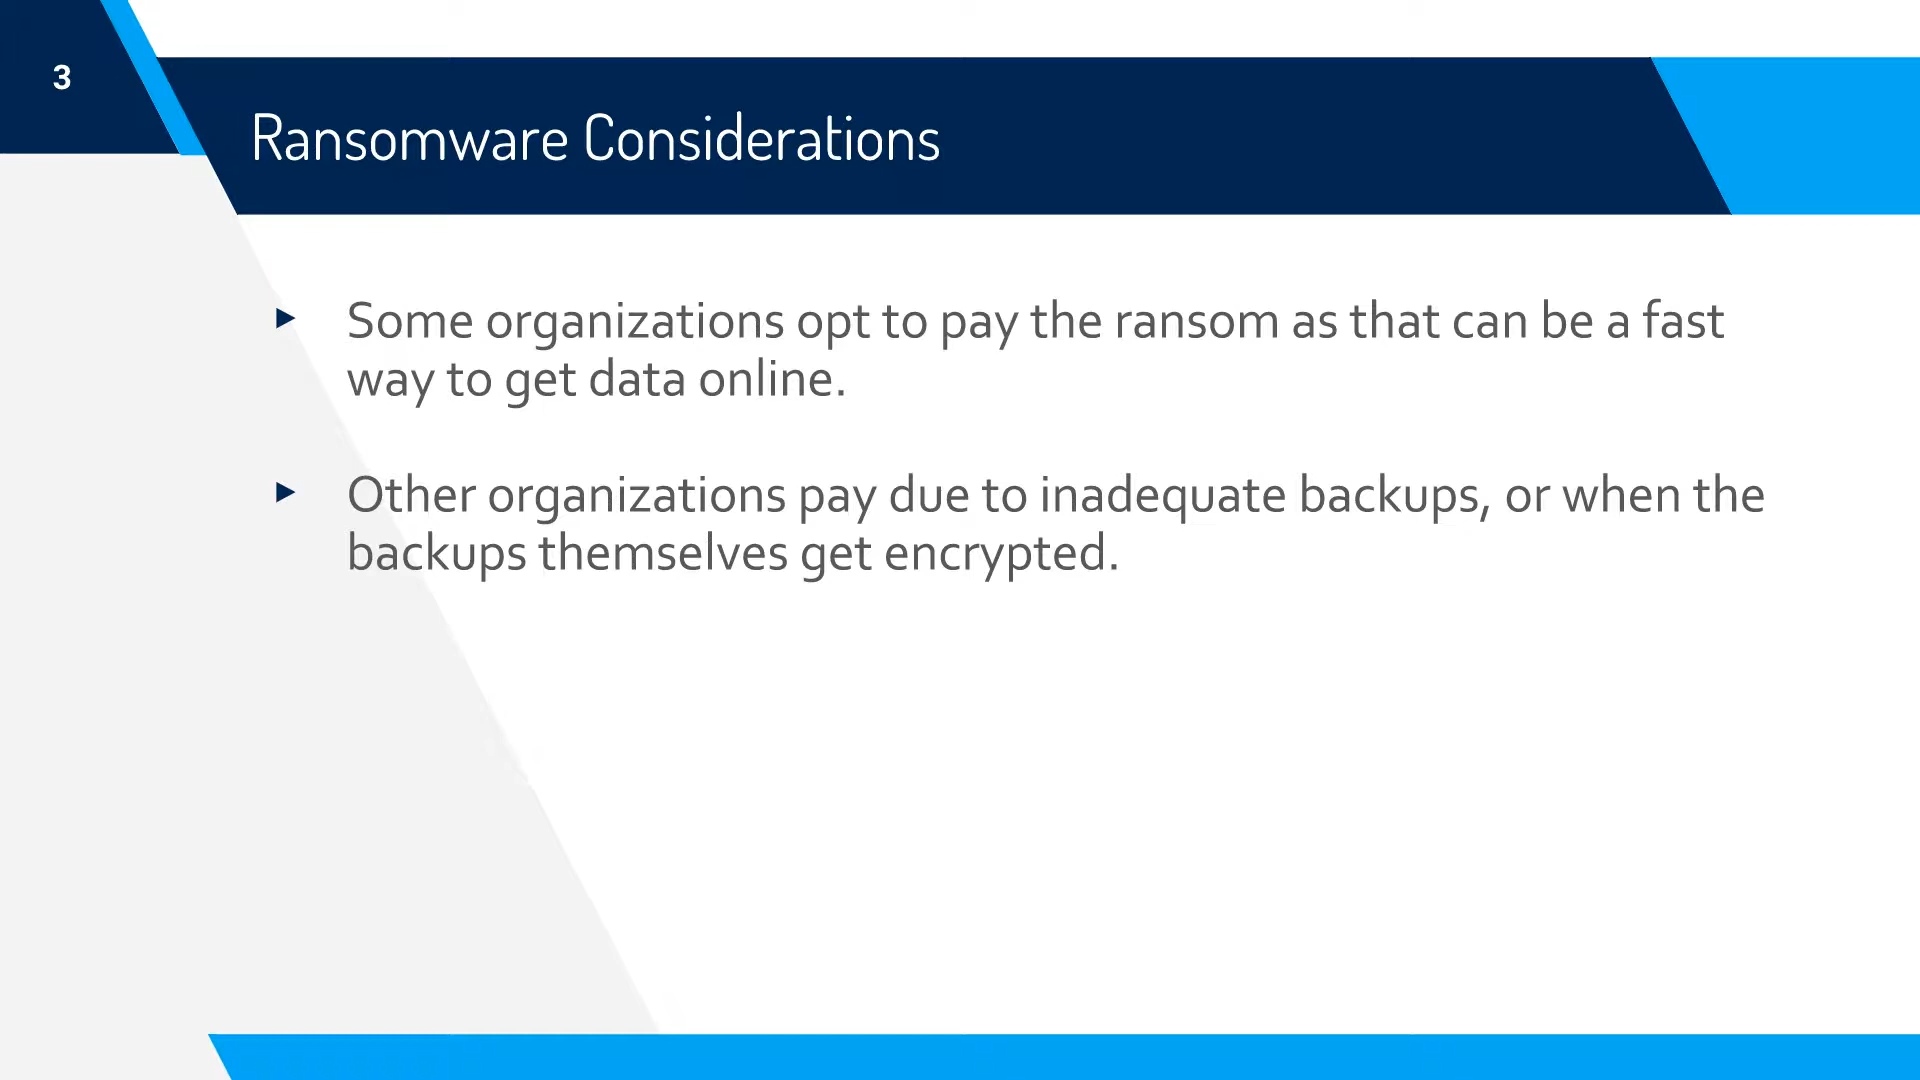 3
Ransomware Considerations
▸ Some organizations opt to pay the ransom as that can be a fast
way to get data online.
▸ Other organizations pay due to inadequate backups, or when the
backups themselves get encrypted.